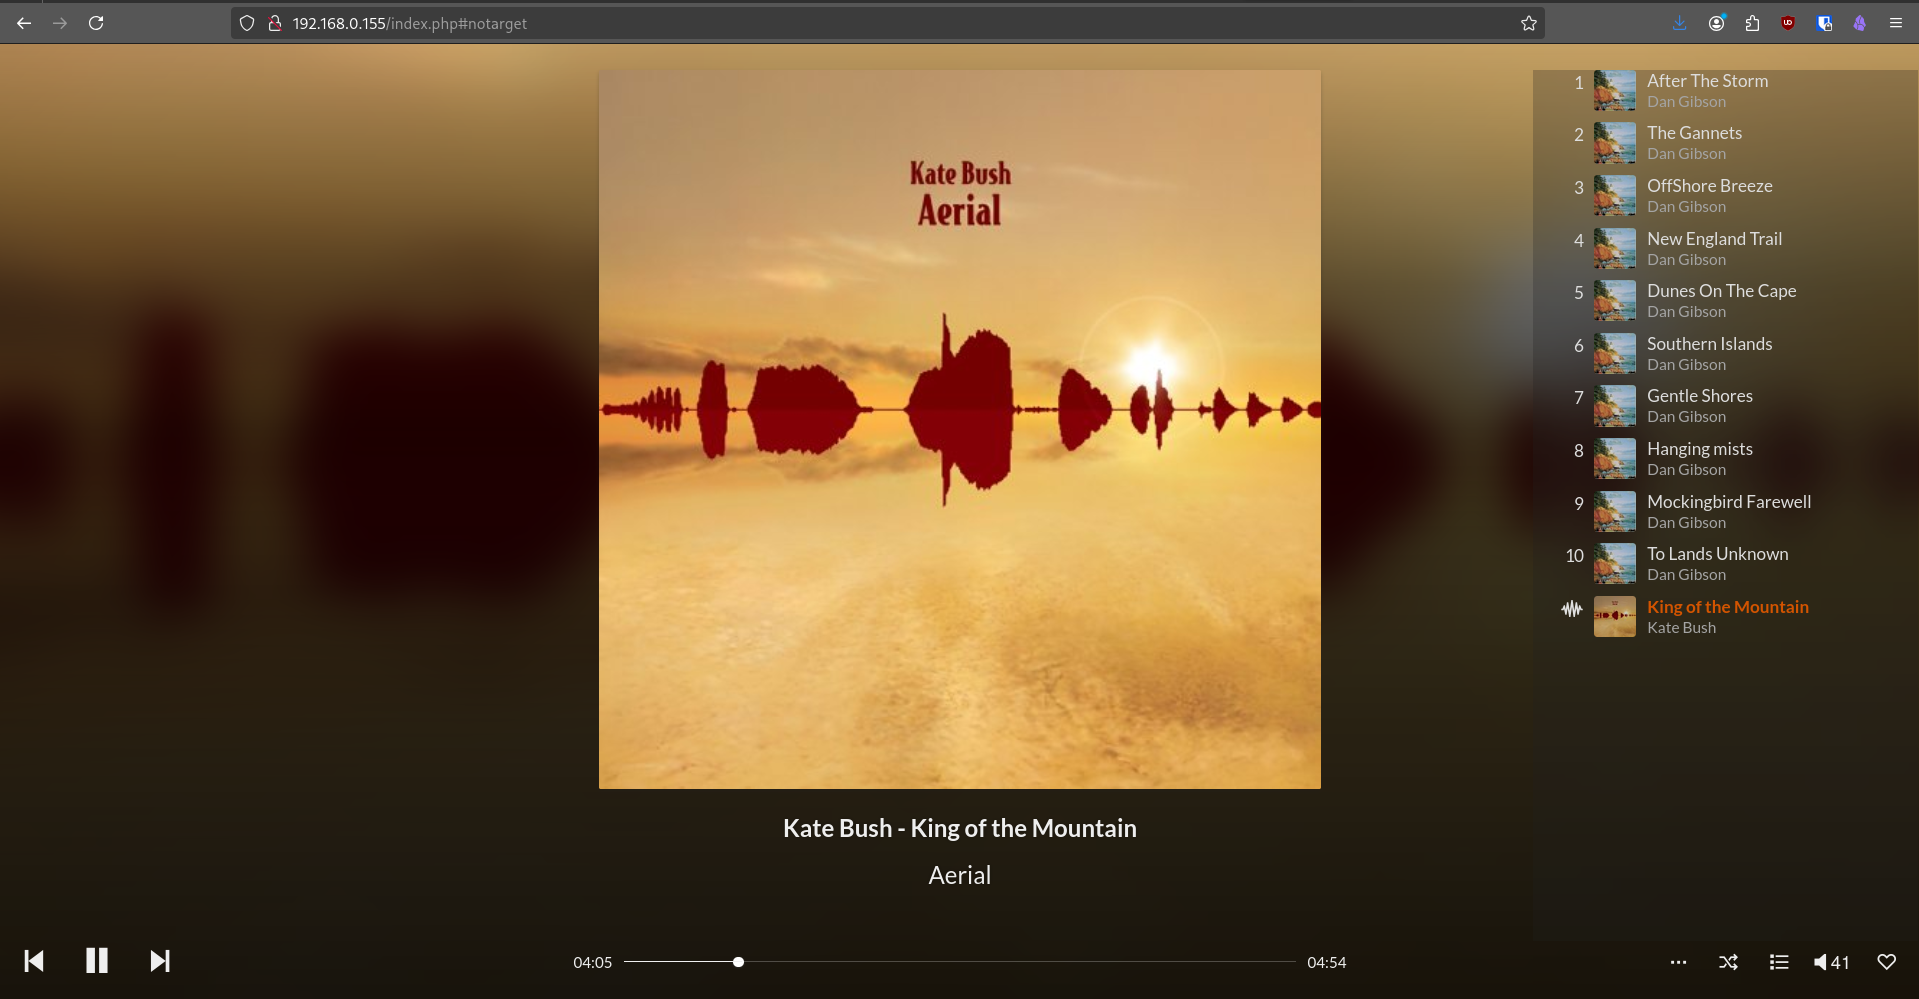 192.168.0.155/index.php#notarget
Kate Bush
Aerial
1 After The Storm
Dan Gibson
2 The Gannets
Dan Gibson
3 OffShore Breeze
Dan Gibson
4 New England Trail
Dan Gibson
5 Dunes On The Cape
Dan Gibson
6 Southern Islands
Dan Gibson
7 Gentle Shores
Dan Gibson
8 Hanging mists
Dan Gibson
9 Mockingbird Farewell
Dan Gibson
10 To Lands Unknown
Dan Gibson
King of the Mountain
Kate Bush
Kate Bush - King of the Mountain
Aerial
04:05 04:54 41